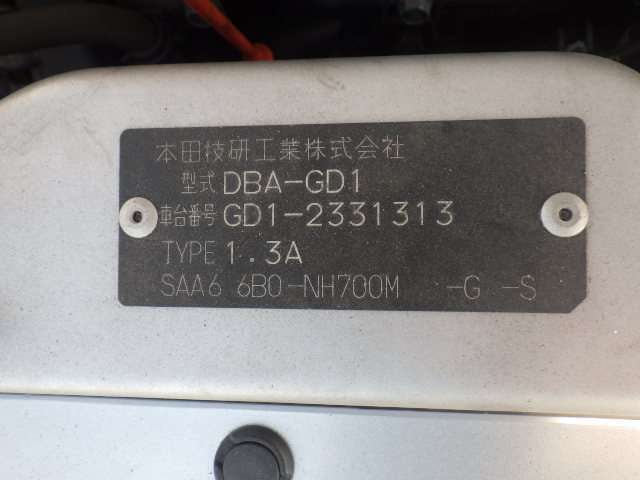 本田技研工業株式会社
型式 DBA-GD1
車台番号 GD1-2331313
TYPE 1.3A
SAA6 6B0-NH700M -G -S